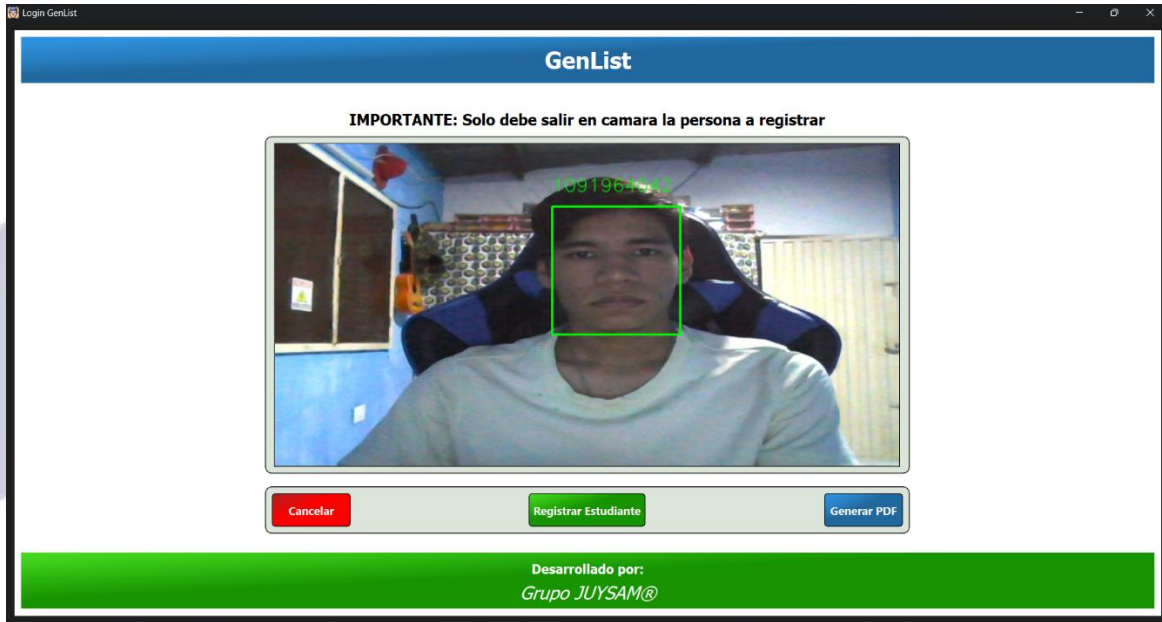 Login GenList
GenList
IMPORTANTE: Solo debe salir en camara la persona a registrar
Cancelar
Registrar Estudiante
Generar PDF
Desarrollado por:
Grupo JUYSAM®